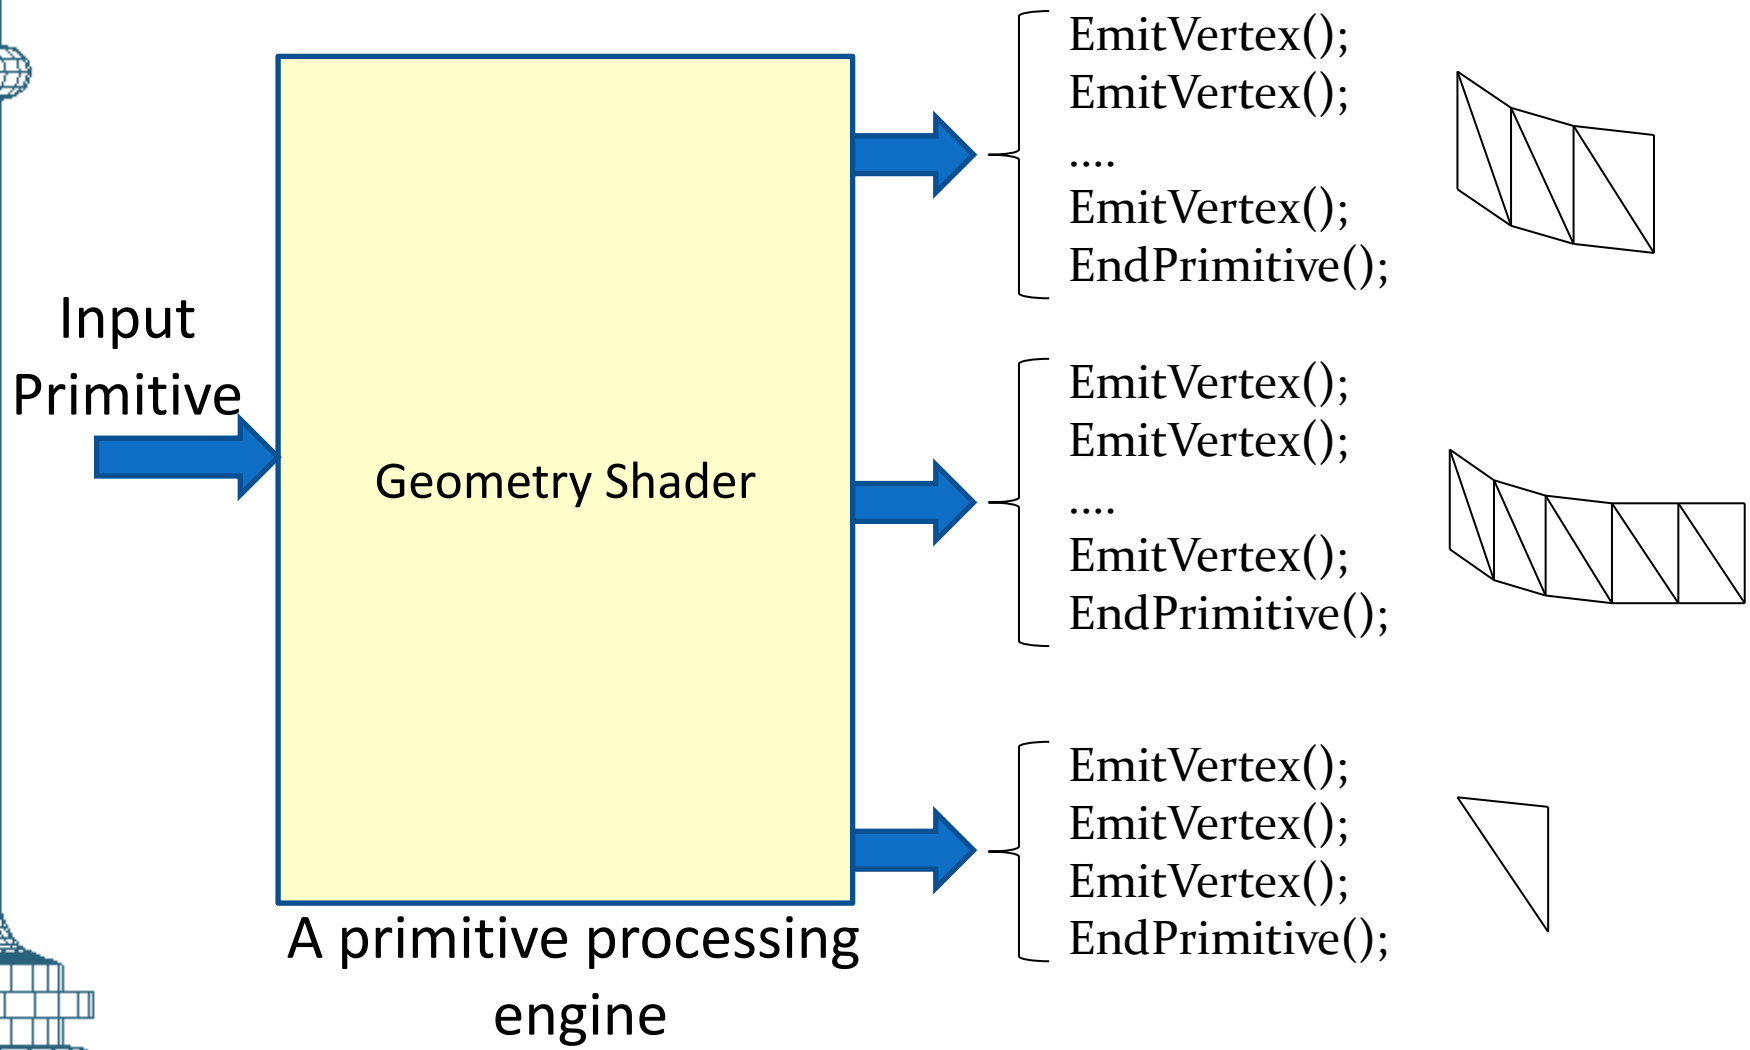 Input
Primitive
Geometry Shader
A primitive processing
engine
EmitVertex();
EmitVertex();
....
EmitVertex();
EndPrimitive();
EmitVertex();
EmitVertex();
....
EmitVertex();
EndPrimitive();
EmitVertex();
EmitVertex();
EmitVertex();
EndPrimitive();